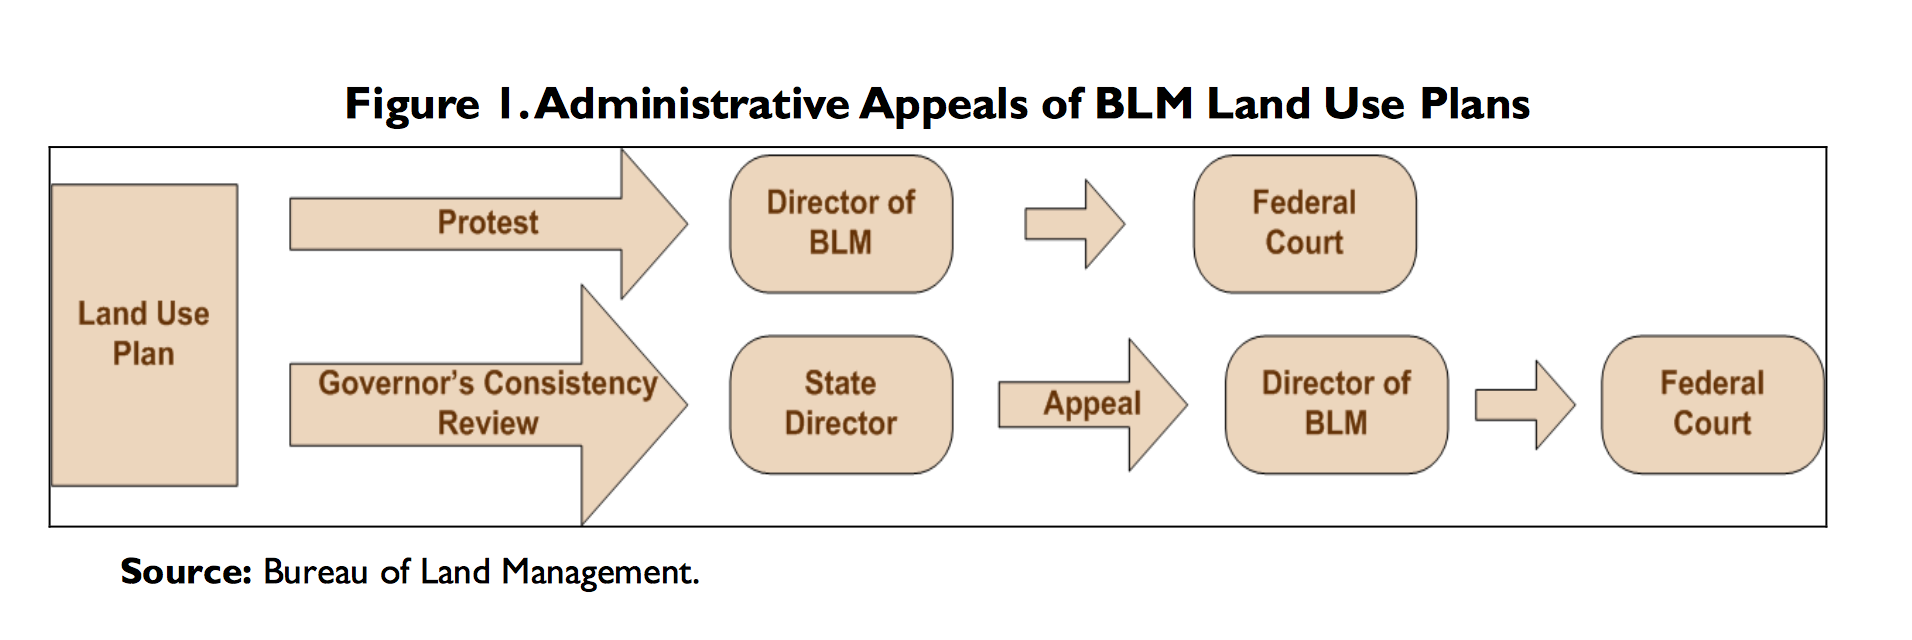 Figure 1. Administrative Appeals of BLM Land Use Plans
Land Use
Plan
Protest
Director of
BLM
Federal
Court
Governor's Consistency
Review
State
Director
Appeal
Director of
BLM
Federal
Court
Source: Bureau of Land Management.